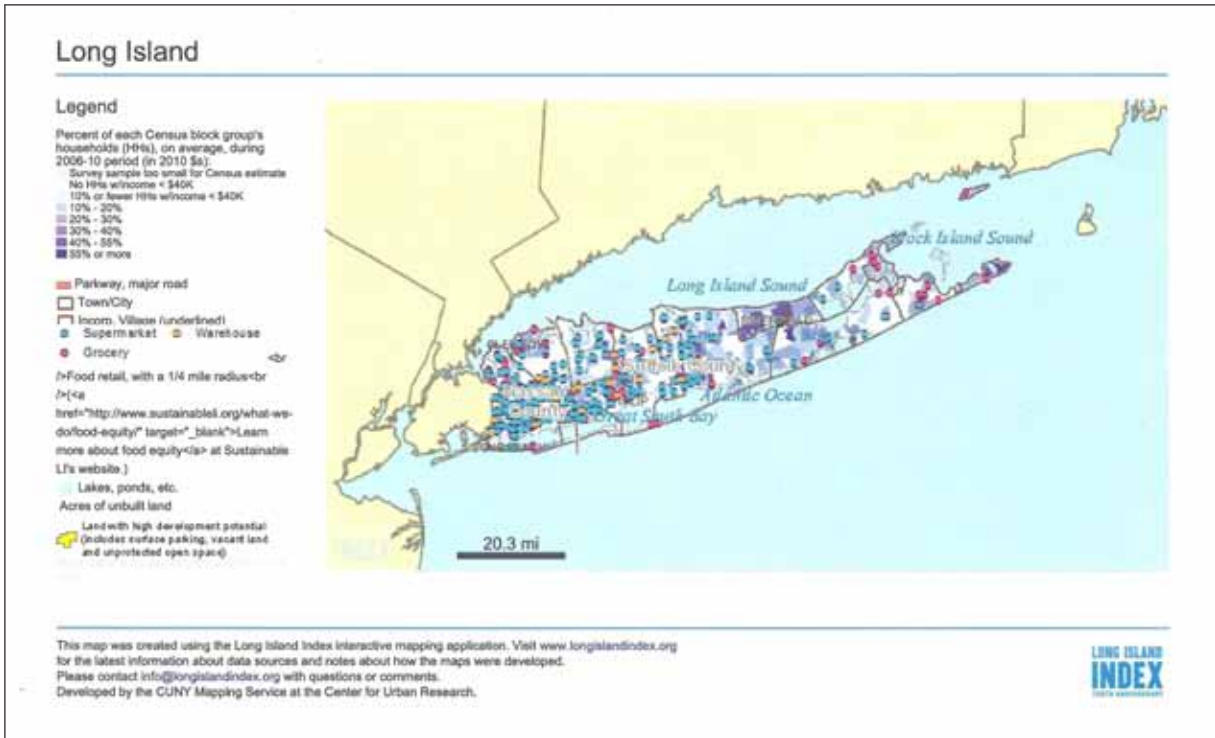 Long Island
Legend
Percent of each Census block group's
households (HHs), on average, during
2006-10 period (in 2010 $s):
Survey sample too small for Census estimate
No HHs w/income < $40K
10% or fewer HHs w/income < $40K
10% - 20%
20% - 30%
30% - 40%
40% - 55%
55% or more
Parkway, major road
Town/City
Incorp. Village (underlined)
Supermarket Warehouse
Grocery
<br
/>Food retail, with a 1/4 mile radius<br
/>(<a
href="http://www.sustainableli.org/what-we-
do/food-equity/" target="_blank">Learn
more about food equity</a> at Sustainable
LI's website.)
Lakes, ponds, etc.
Acres of unbuilt land
Land with high development potential
(includes surface parking, vacant land
and unprotected open space)
Block Island Sound
Long Island Sound
Suffolk County
Nassau
County
Atlantic Ocean
Great South Bay
20.3 mi
This map was created using the Long Island Index interactive mapping application. Visit www.longislandindex.org
for the latest information about data sources and notes about how the maps were developed.
Please contact info@longislandindex.org with questions or comments.
Developed by the CUNY Mapping Service at the Center for Urban Research.
LONG ISLAND
INDEX
TENTH ANNIVERSARY